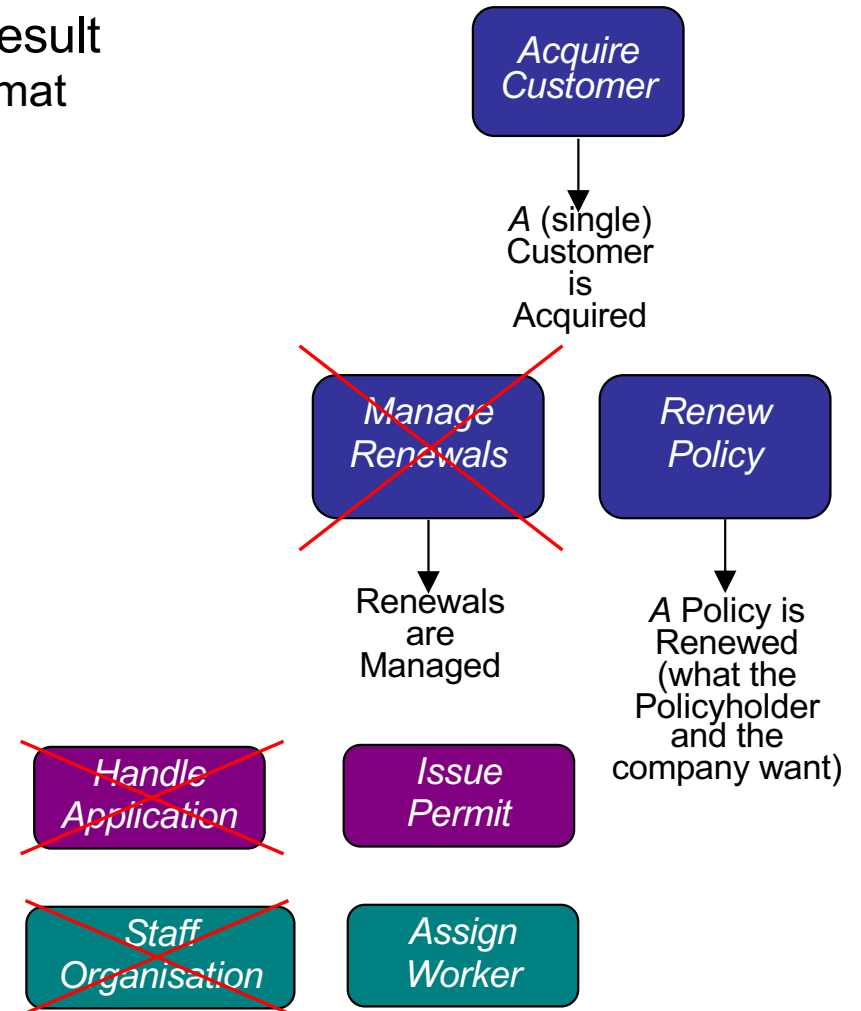 esult
mat
Acquire
Customer
A (single)
Customer
is
Acquired
Manage
Renewals
Renew
Policy
Renewals
are
Managed
A Policy is
Renewed
(what the
Policyholder
and the
company want)
Handle
Application
Issue
Permit
Staff
Organisation
Assign
Worker